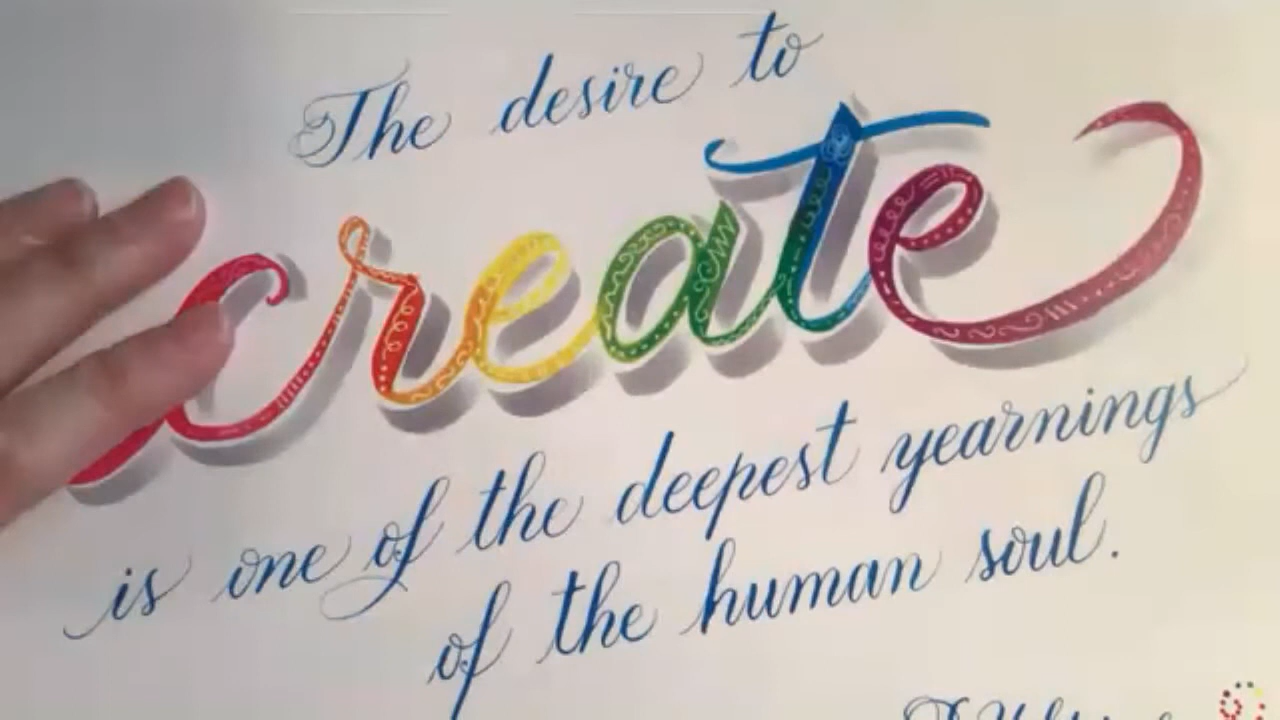 The desire to
create
is one of the deepest yearnings
of the human soul.